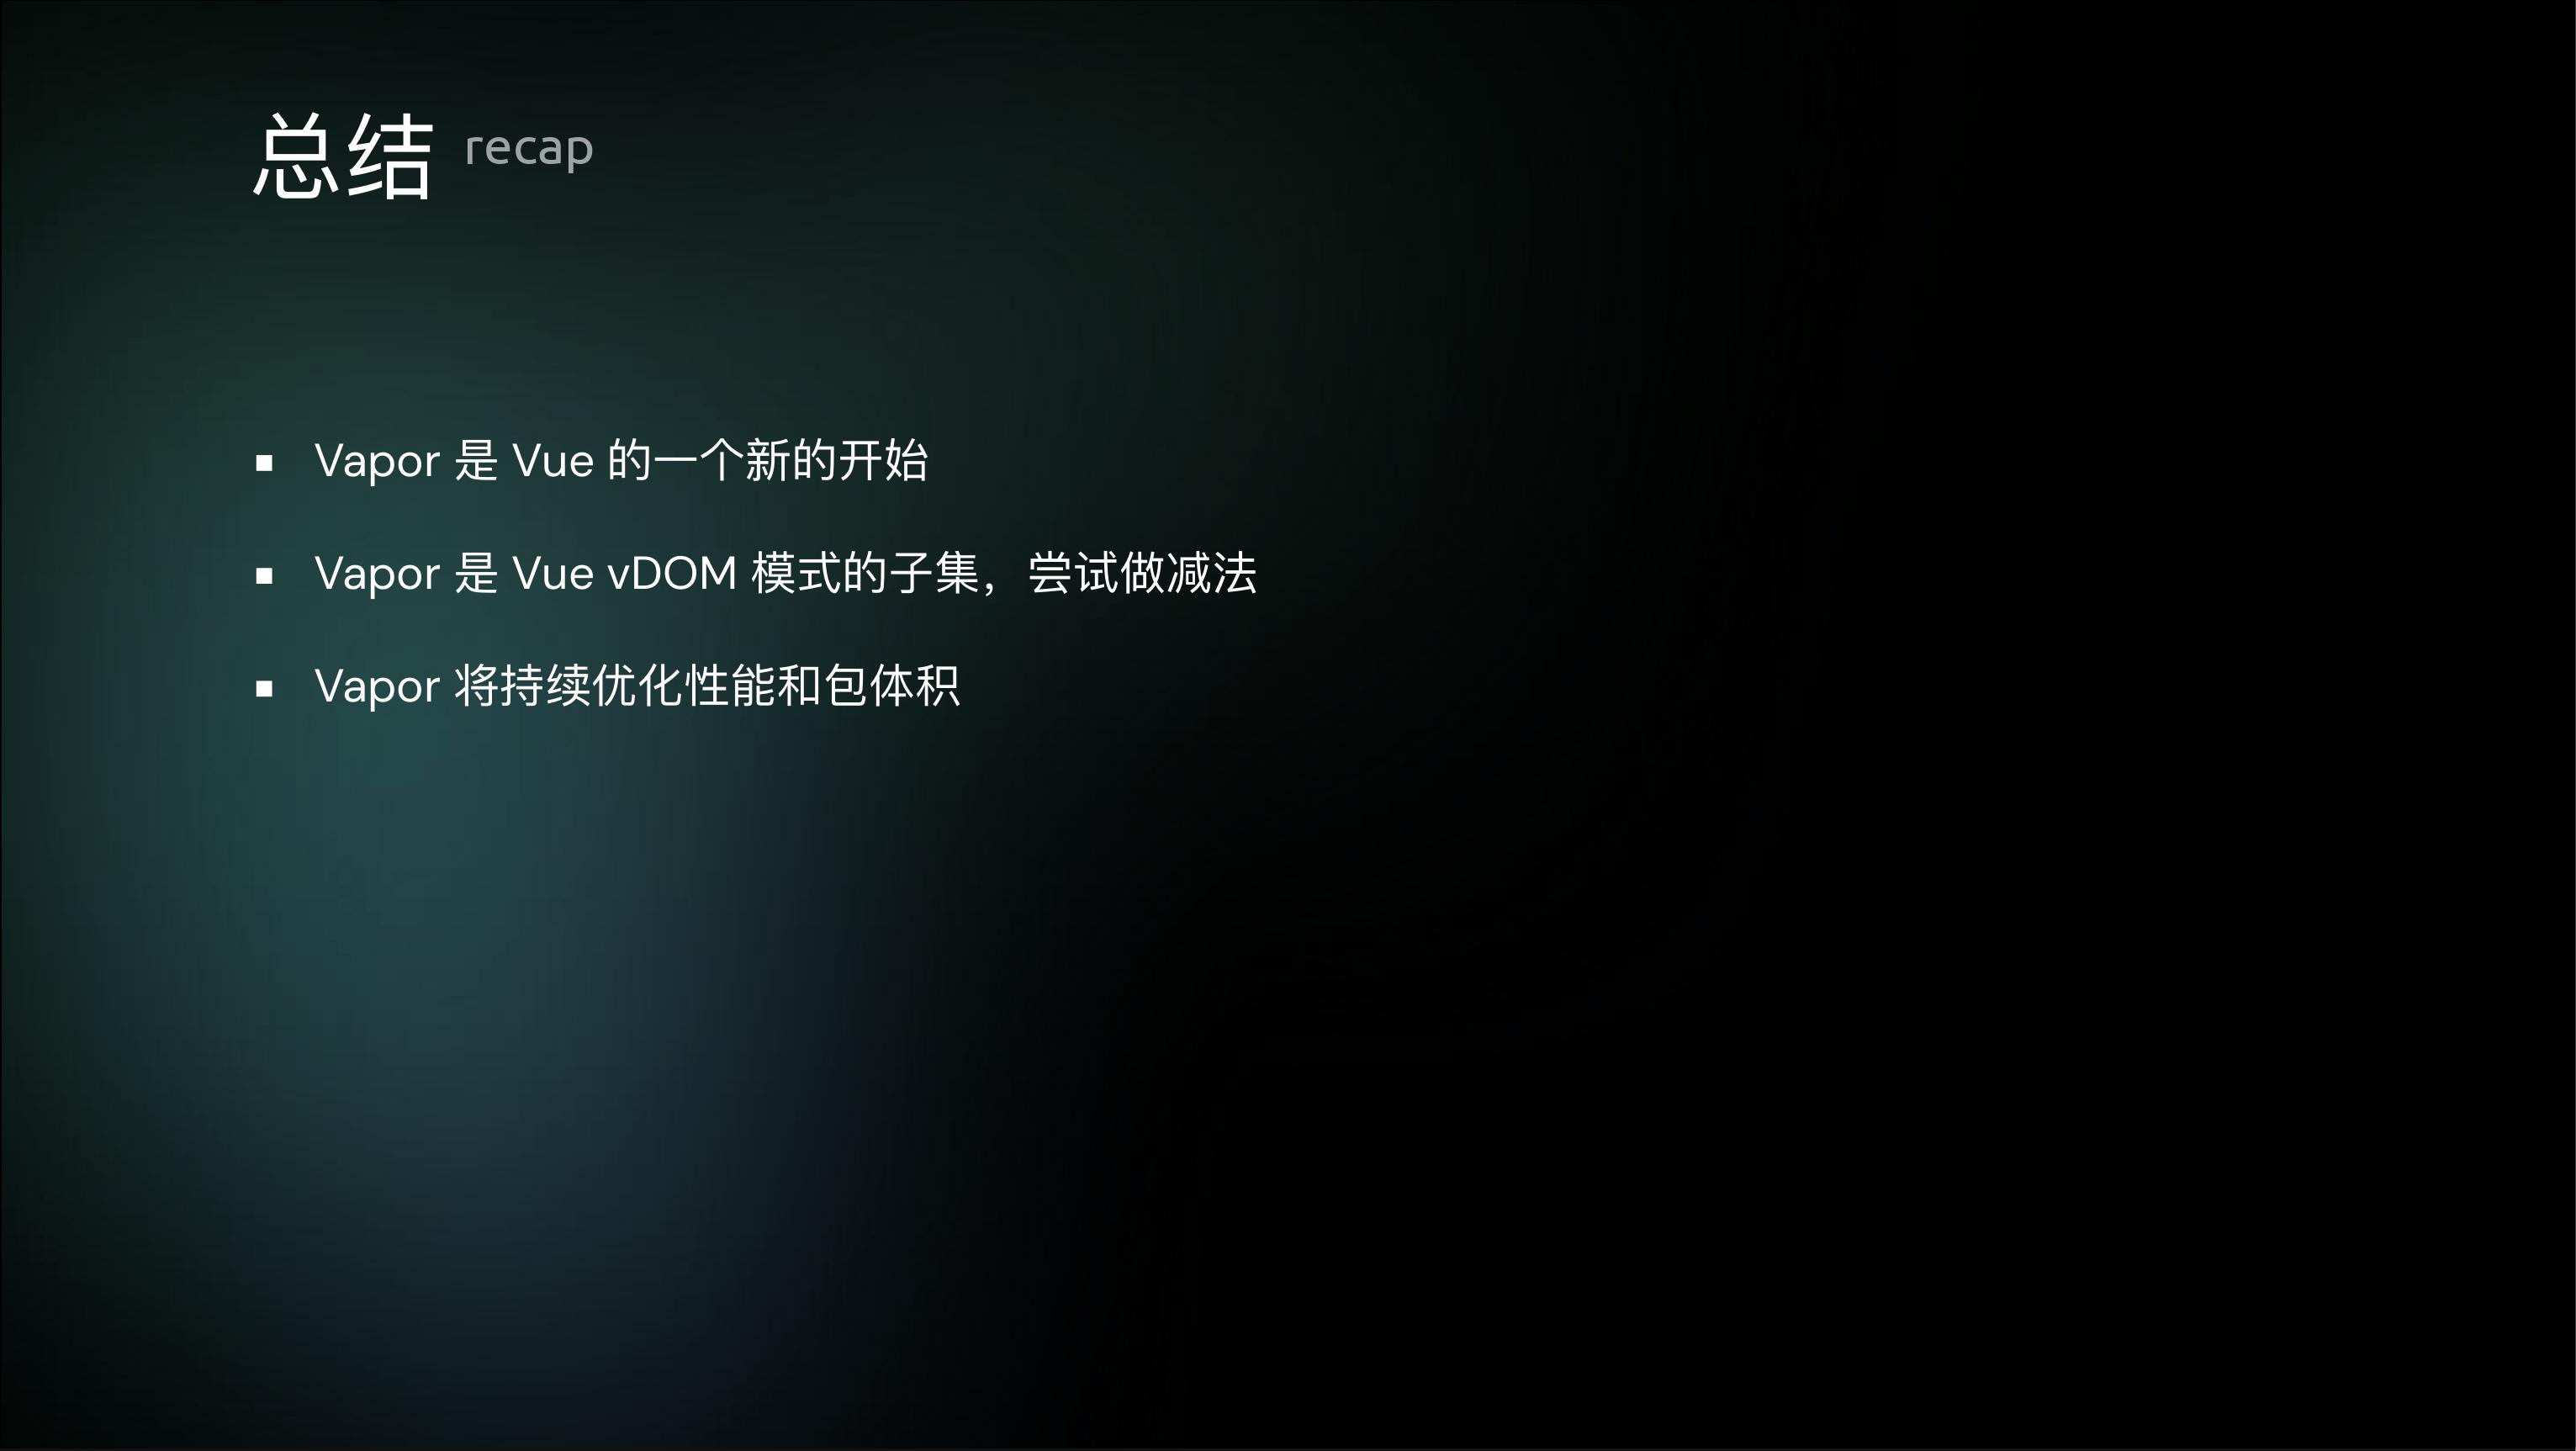 总结 recap
▪ Vapor 是 Vue 的一个新的开始
▪ Vapor 是 Vue vDOM 模式的子集，尝试做减法
▪ Vapor 将持续优化性能和包体积